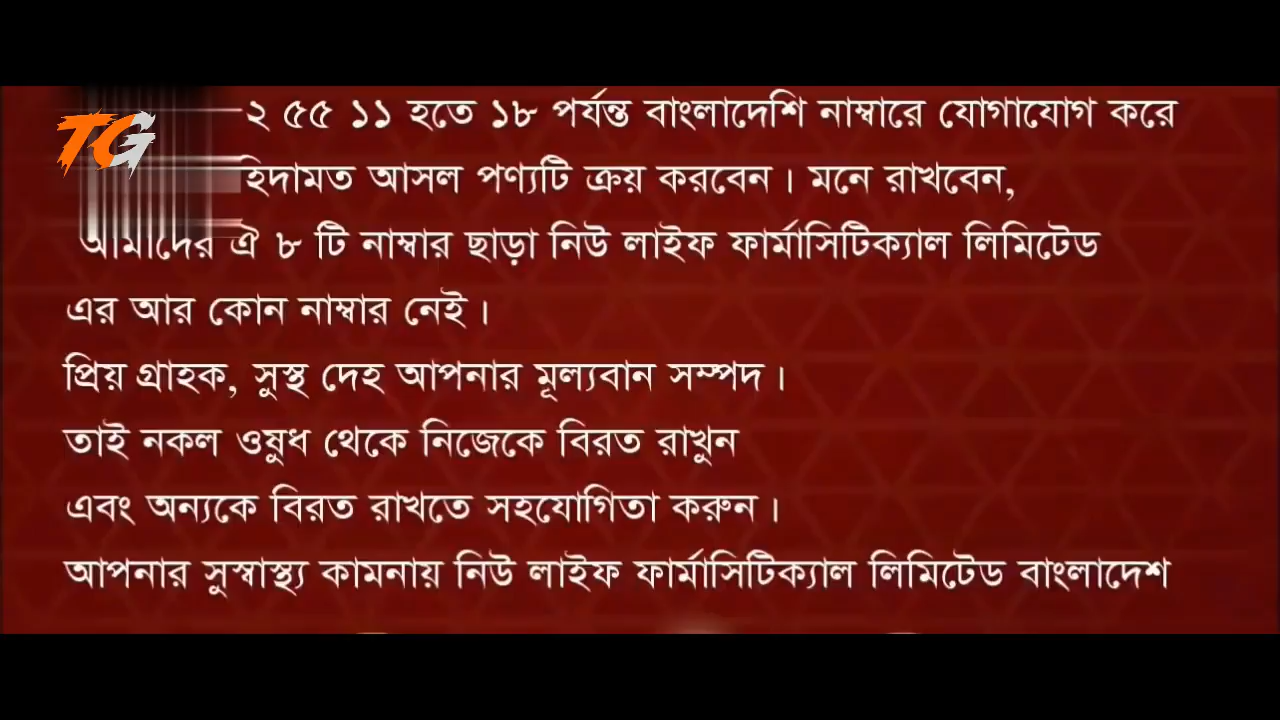 TG
২ ৫৫ ১১ হতে ১৮ পর্যন্ত বাংলাদেশি নাম্বারে যোগাযোগ করে
হিদামত আসল পণ্যটি ক্রয় করবেন। মনে রাখবেন,
আমাদের ঐ ৮ টি নাম্বার ছাড়া নিউ লাইফ ফার্মাসিটিক্যাল লিমিটেড
এর আর কোন নাম্বার নেই।
প্রিয় গ্রাহক, সুস্থ দেহ আপনার মূল্যবান সম্পদ।
তাই নকল ওষুধ থেকে নিজেকে বিরত রাখুন
এবং অন্যকে বিরত রাখতে সহযোগিতা করুন।
আপনার সুস্বাস্থ্য কামনায় নিউ লাইফ ফার্মাসিটিক্যাল লিমিটেড বাংলাদেশ